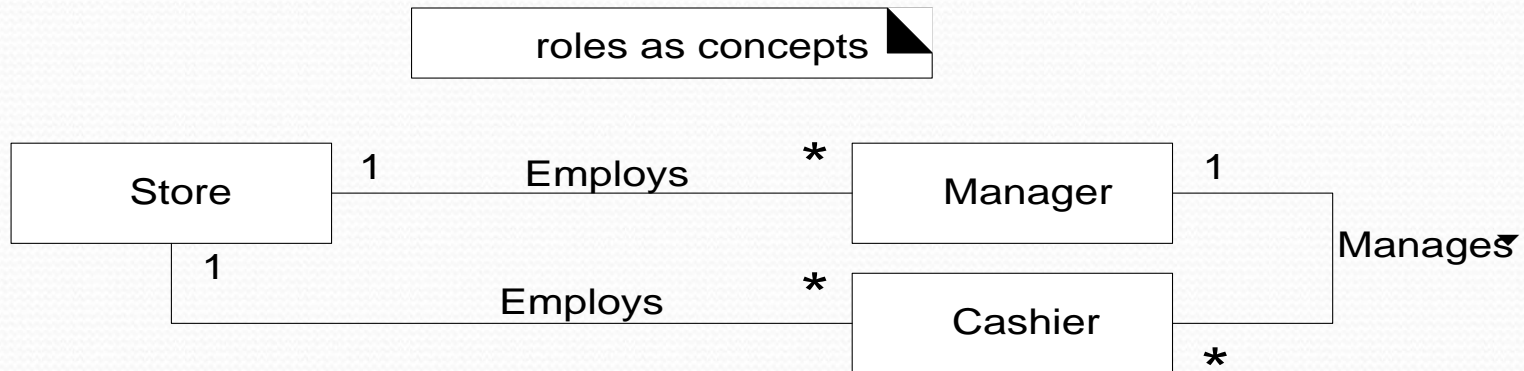 roles as concepts
1 Employs * 1
Store Manager
Manages
1 Employs *
Cashier
*